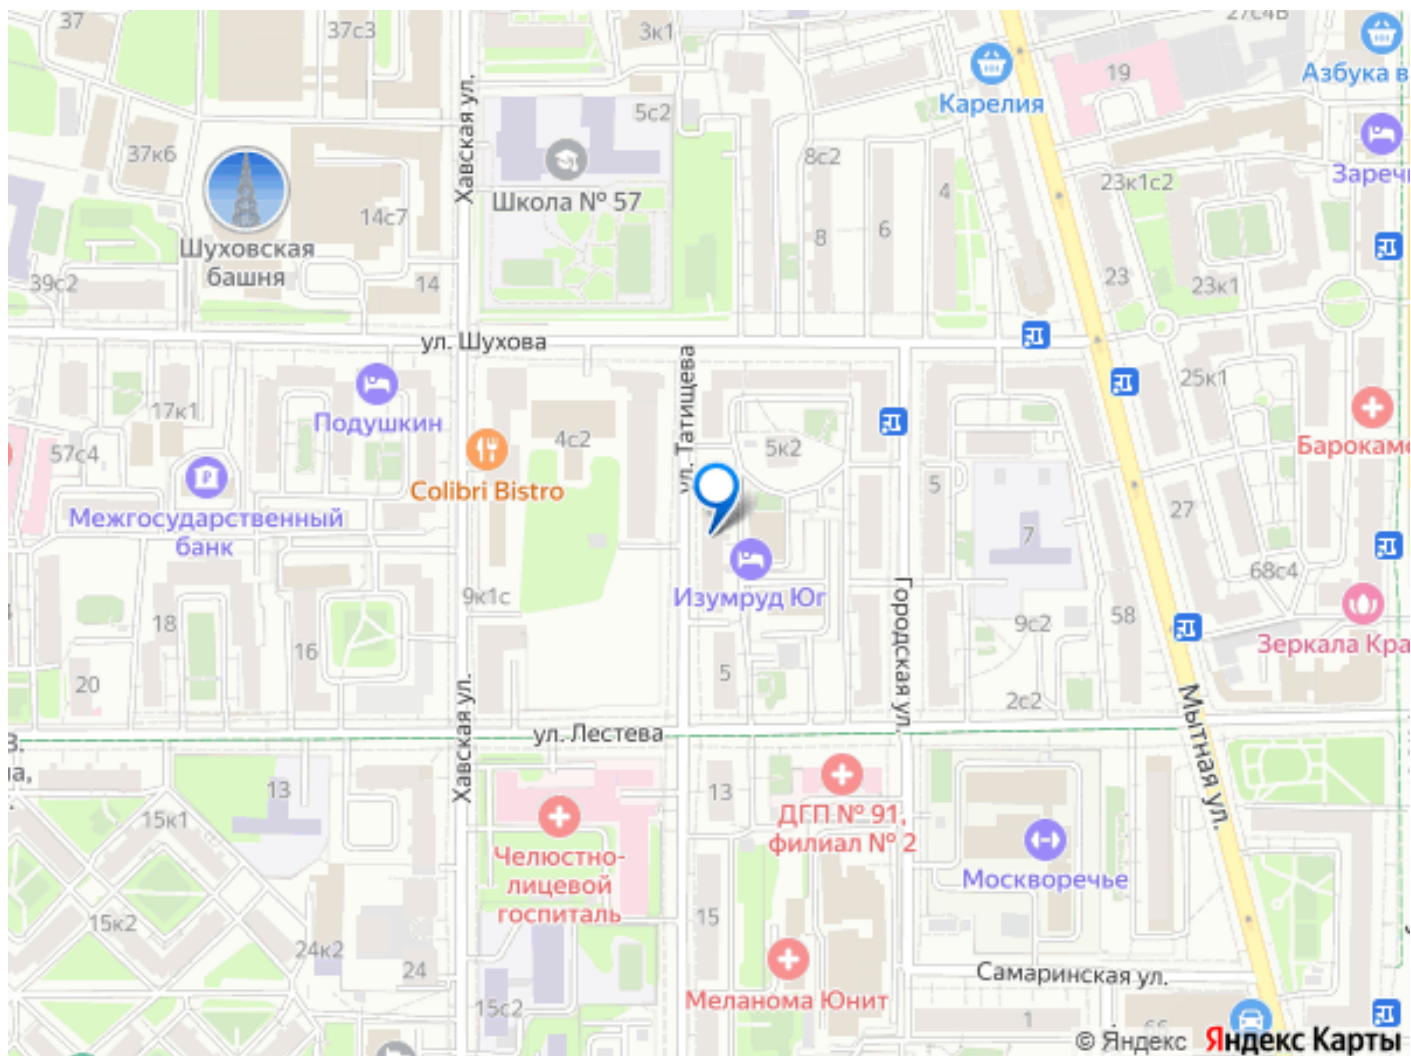 37
37с3
3к1
19
Карелия
Азбука в
5с2
Хавская ул.
37к6
Школа № 57
8с2
4
23к1с2
Заречь
14с7
8
6
Шуховская
башня
39с2
14
23
23к1
ул. Шухова
ул. Татищева
17к1
Подушкин
25к1
57с4
4с2
5к2
Барокаме
Colibri Bistro
5
Межгосударственный
банк
27
7
68с4
Изумруд Юг
9к1с
Городская ул.
18
16
9с2
58
Зеркала Кра
20
5
2с2
Хавская ул.
ул. Лестева
Мытная ул.
13
13
15к1
ДГП № 91,
филиал № 2
Челюстно-
лицевой
госпиталь
Москворечье
15к2
15
24к2
24
Самаринская ул.
Меланома Юнит
15с2
1
© Яндекс Яндекс Карты